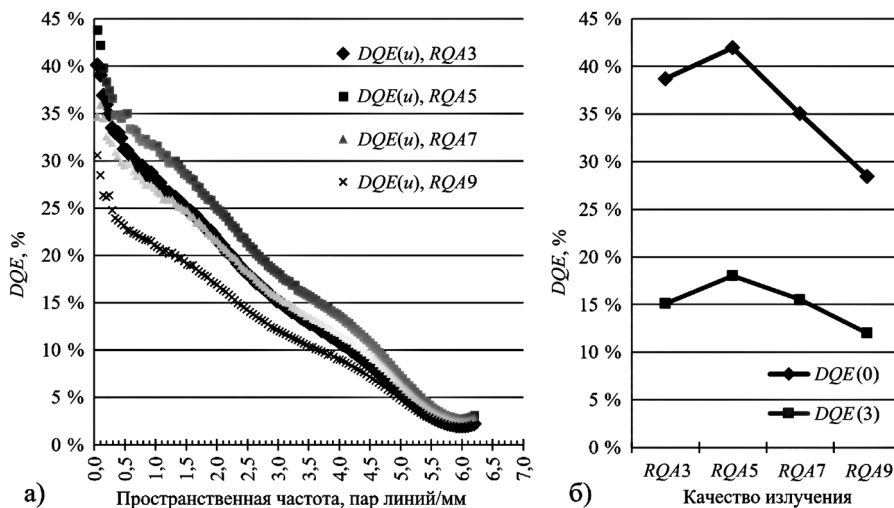 45 %
40 %
35 %
30 %
25 %
20 %
15 %
10 %
5 %
0 %
DQE, %
DQE(u), RQA3
DQE(u), RQA5
DQE(u), RQA7
DQE(u), RQA9
0,0
0,5
1,0
1,5
2,0
2,5
3,0
3,5
4,0
4,5
5,0
5,5
6,0
6,5
7,0
Пространственная частота, пар линий/мм
а)
45 %
40 %
35 %
30 %
25 %
20 %
15 %
10 %
5 %
0 %
DQE, %
DQE(0)
DQE(3)
RQA3 RQA5 RQA7 RQA9
Качество излучения
б)